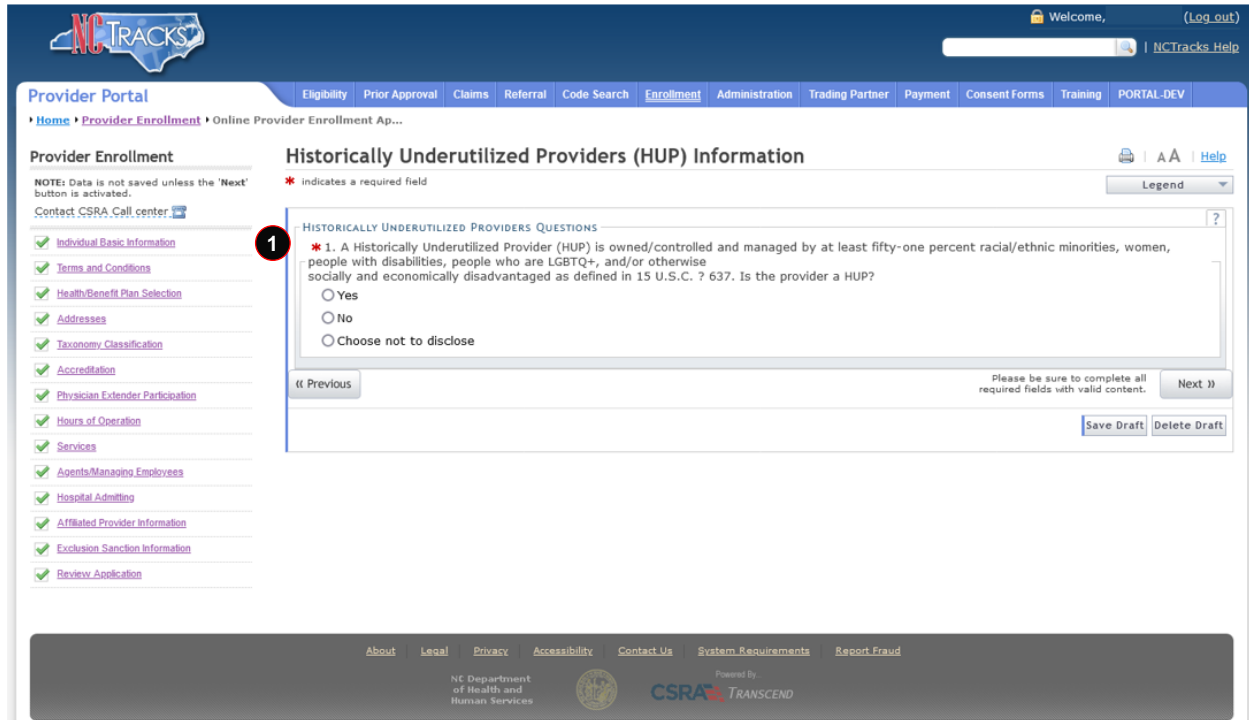 Welcome, (Log out)
NCTRACKS
| NCTracks Help
Provider Portal
Eligibility Prior Approval Claims Referral Code Search Enrollment Administration Trading Partner Payment Consent Forms Training PORTAL-DEV
Home Provider Enrollment Online Provider Enrollment Ap...
Provider Enrollment
NOTE: Data is not saved unless the 'Next'
button is activated.
Contact CSRA Call center
Individual Basic Information
Terms and Conditions
Health/Benefit Plan Selection
Addresses
Taxonomy Classification
Accreditation
Physician Extender Participation
Hours of Operation
Services
Agents/Managing Employees
Hospital Admitting
Affiliated Provider Information
Exclusion Sanction Information
Review Application
Historically Underutilized Providers (HUP) Information
| A A | Help
* indicates a required field
Legend
1
?
HISTORICALLY UNDERUTILIZED PROVIDERS QUESTIONS
* 1. A Historically Underutilized Provider (HUP) is owned/controlled and managed by at least fifty-one percent racial/ethnic minorities, women,
people with disabilities, people who are LGBTQ+, and/or otherwise
socially and economically disadvantaged as defined in 15 U.S.C. ? 637. Is the provider a HUP?
Yes
No
Choose not to disclose
« Previous
Please be sure to complete all
required fields with valid content.
Next »
Save Draft Delete Draft
About Legal Privacy Accessibility Contact Us System Requirements Report Fraud
NC Department
of Health and
Human Services
Powered By.
CSRA TRANSCEND